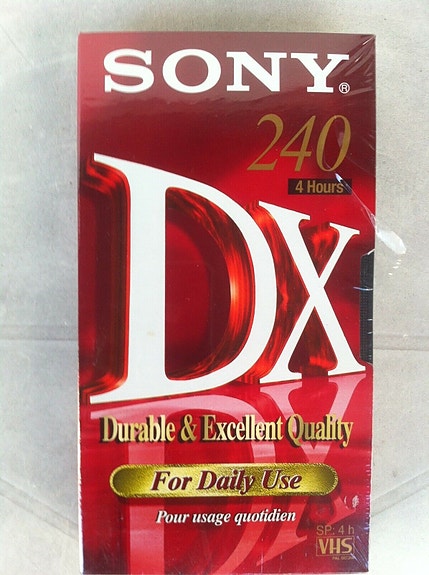 SONY®
240
4 Hours
DX
Durable & Excellent Quality
For Daily Use
Pour usage quotidien
SP: 4 h
VHS